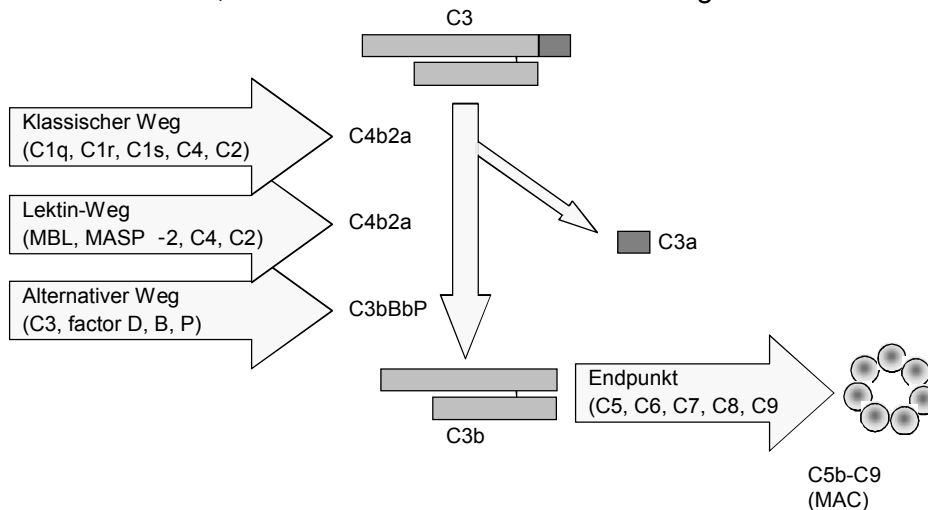 C3
Klassischer Weg
(C1q, C1r, C1s, C4, C2)
C4b2a
Lektin-Weg
(MBL, MASP -2, C4, C2)
C4b2a
C3a
Alternativer Weg
(C3, factor D, B, P)
C3bBbP
Endpunkt
(C5, C6, C7, C8, C9
C3b
C5b-C9
(MAC)